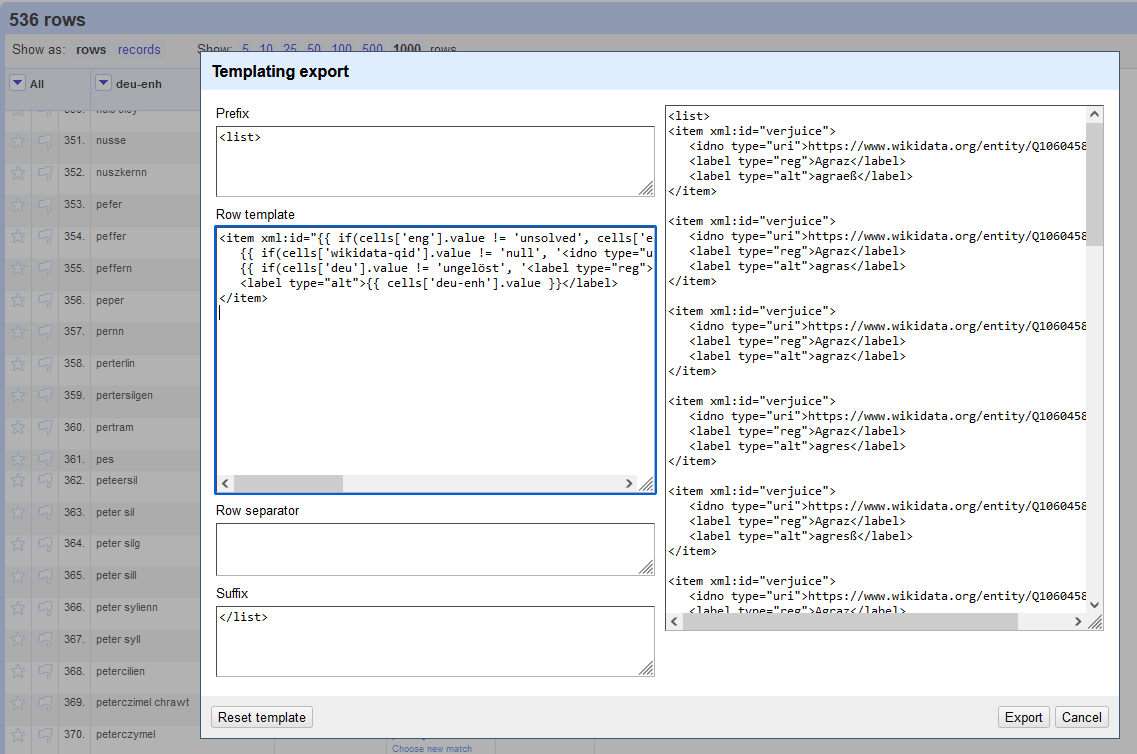 536 rows
Show as: rows records Show: 5 10 25 50 100 500 1000 rows
All deu-enh
351. nusse
352. nuszkernn
353. pefer
354. peffer
355. peffern
356. peper
357. pernn
358. perterlin
359. pertersilgen
360. pertram
361. pes
362. peteersil
363. peter sil
364. peter silg
365. peter sill
366. peter sylienn
367. peter syll
368. petercilien
369. peterczimel chrawt
370. peterczymel
Choose new match
Templating export
Prefix
<list>
Row template
<item xml:id="{{ if(cells['eng'].value != 'unsolved', cells['e
{{ if(cells['wikidata-qid'].value != 'null', '<idno type="u
{{ if(cells['deu'].value != 'ungelöst', '<label type="reg">
<label type="alt">{{ cells['deu-enh'].value }}</label>
</item>
Row separator
Suffix
</list>
<list>
<item xml:id="verjuice">
<idno type="uri">https://www.wikidata.org/entity/Q1060458
<label type="reg">Agraz</label>
<label type="alt">agraeß</label>
</item>
<item xml:id="verjuice">
<idno type="uri">https://www.wikidata.org/entity/Q1060458
<label type="reg">Agraz</label>
<label type="alt">agras</label>
</item>
<item xml:id="verjuice">
<idno type="uri">https://www.wikidata.org/entity/Q1060458
<label type="reg">Agraz</label>
<label type="alt">agraz</label>
</item>
<item xml:id="verjuice">
<idno type="uri">https://www.wikidata.org/entity/Q1060458
<label type="reg">Agraz</label>
<label type="alt">agres</label>
</item>
<item xml:id="verjuice">
<idno type="uri">https://www.wikidata.org/entity/Q1060458
<label type="reg">Agraz</label>
<label type="alt">agresß</label>
</item>
<item xml:id="verjuice">
<idno type="uri">https://www.wikidata.org/entity/Q1060458
<label type="reg">Agraz</label>
Reset template
Export
Cancel